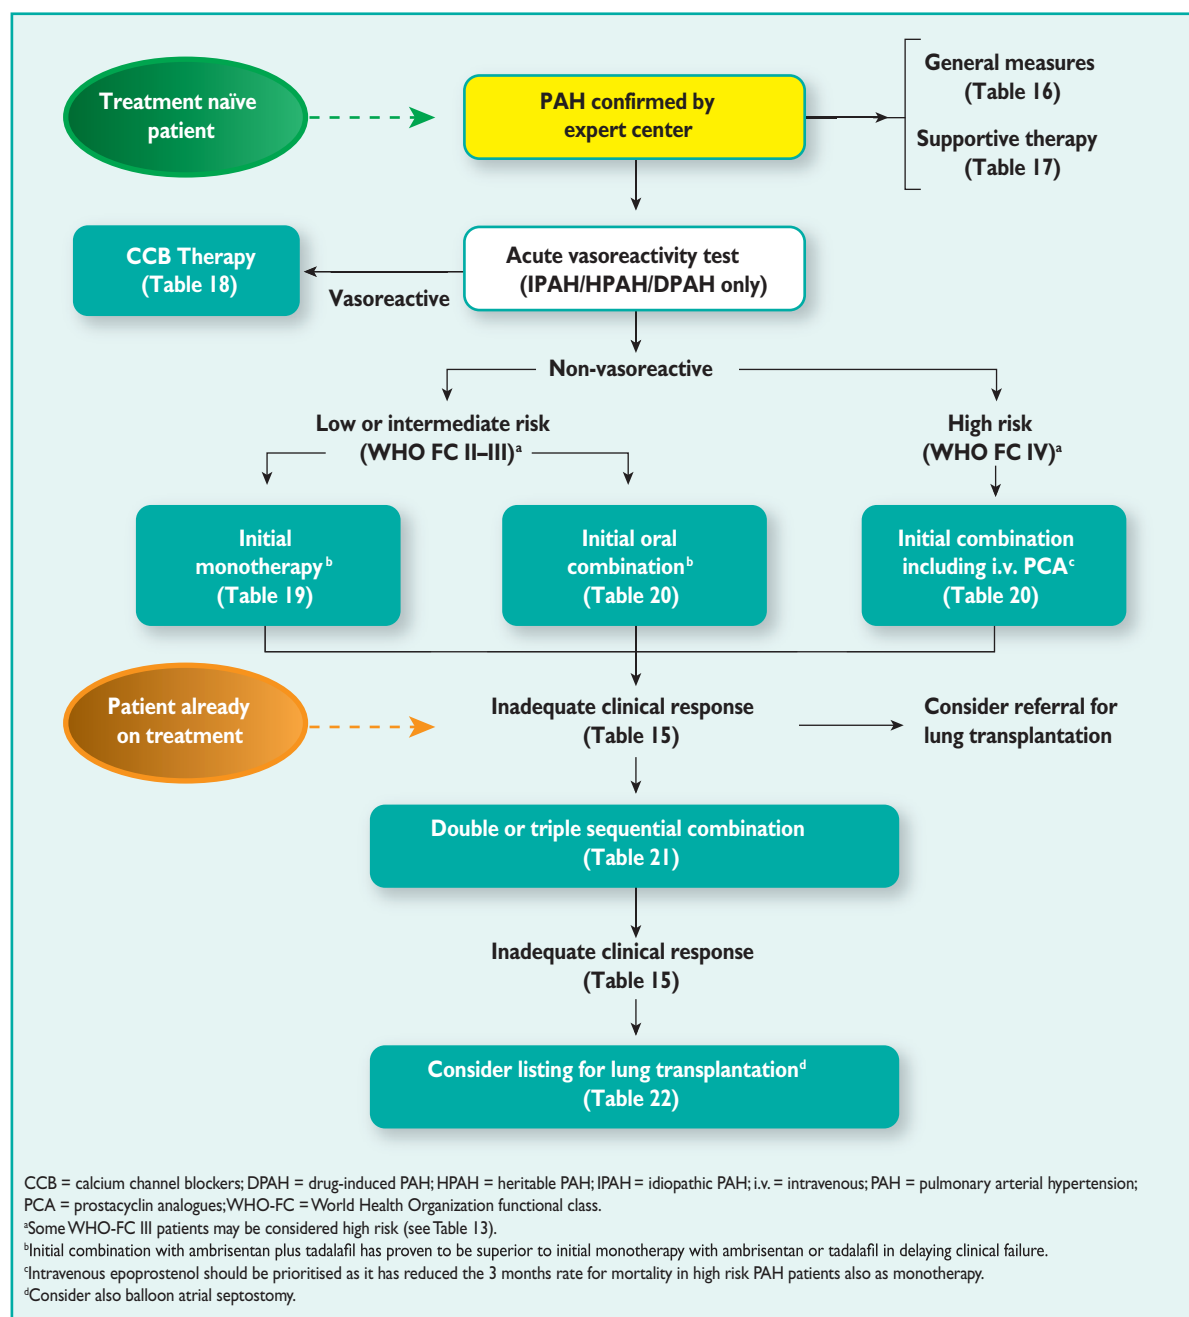 Treatment naïve
patient
PAH confirmed by
expert center
General measures
(Table 16)
Supportive therapy
(Table 17)
CCB Therapy
(Table 18)
Vasoreactive
Acute vasoreactivity test
(IPAH/HPAH/DPAH only)
Non-vasoreactive
Low or intermediate risk
(WHO FC II–III)a
High risk
(WHO FC IV)a
Initial
monotherapyb
(Table 19)
Initial oral
combinationb
(Table 20)
Initial combination
including i.v. PCAc
(Table 20)
Patient already
on treatment
Inadequate clinical response
(Table 15)
Consider referral for
lung transplantation
Double or triple sequential combination
(Table 21)
Inadequate clinical response
(Table 15)
Consider listing for lung transplantationd
(Table 22)
CCB = calcium channel blockers; DPAH = drug-induced PAH; HPAH = heritable PAH; IPAH = idiopathic PAH; i.v. = intravenous; PAH = pulmonary arterial hypertension;
PCA = prostacyclin analogues; WHO-FC = World Health Organization functional class.
aSome WHO-FC III patients may be considered high risk (see Table 13).
bInitial combination with ambrisentan plus tadalafil has proven to be superior to initial monotherapy with ambrisentan or tadalafil in delaying clinical failure.
cIntravenous epoprostenol should be prioritised as it has reduced the 3 months rate for mortality in high risk PAH patients also as monotherapy.
dConsider also balloon atrial septostomy.